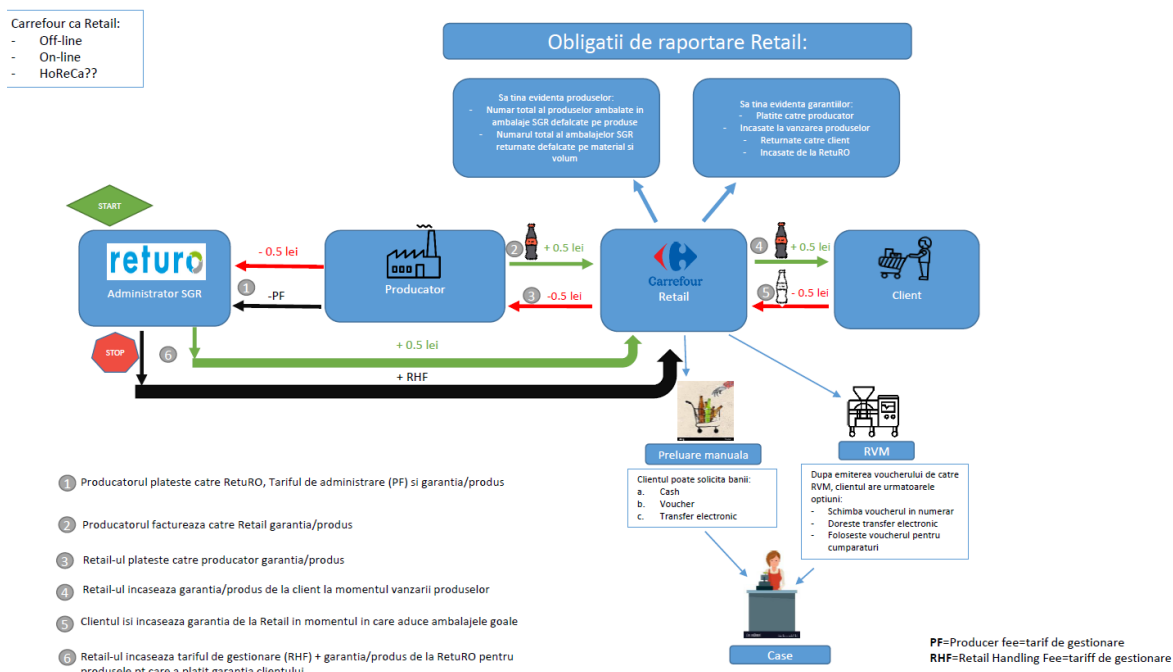 Carrefour ca Retail:
- Off-line
- On-line
- HoReCa??
Obligatii de raportare Retail:
Sa tina evidenta produselor:
- Numar total al produselor ambalate in
ambalaje SGR defalcate pe produse
- Numarul total al ambalajelor SGR
returnate defalcate pe material si
volum
Sa tina evidenta garantiilor:
- Platite catre producator
- Incasate la vanzarea produselor
- Returnate catre client
- Incasate de la RetuRO
START
returo
Administrator SGR
- 0.5 lei
1
-PF
Producator
2
+ 0.5 lei
3
-0.5 lei
Carrefour
Retail
4
+ 0.5 lei
5
- 0.5 lei
Client
STOP
6
+ 0.5 lei
+ RHF
Preluare manuala
Clientul poate solicita banii:
a. Cash
b. Voucher
c. Transfer electronic
RVM
Dupa emiterea voucherului de catre
RVM, clientul are urmatoarele
optiuni:
- Schimba voucherul in numerar
- Doreste transfer electronic
- Foloseste voucherul pentru
cumparaturi
Case
1 Producatorul plateste catre RetuRO, Tariful de administrare (PF) si garantia/produs
2 Producatorul factureaza catre Retail garantia/produs
3 Retail-ul plateste catre producator garantia/produs
4 Retail-ul incaseaza garantia/produs de la client la momentul vanzarii produselor
5 Clientul isi incaseaza garantia de la Retail in momentul in care aduce ambalajele goale
6 Retail-ul incaseaza tariful de gestionare (RHF) + garantia/produs de la RetuRO pentru
produsele pt care a platit garantia clientului
PF=Producer fee=tarif de gestionare
RHF=Retail Handling Fee=tariff de gestionare